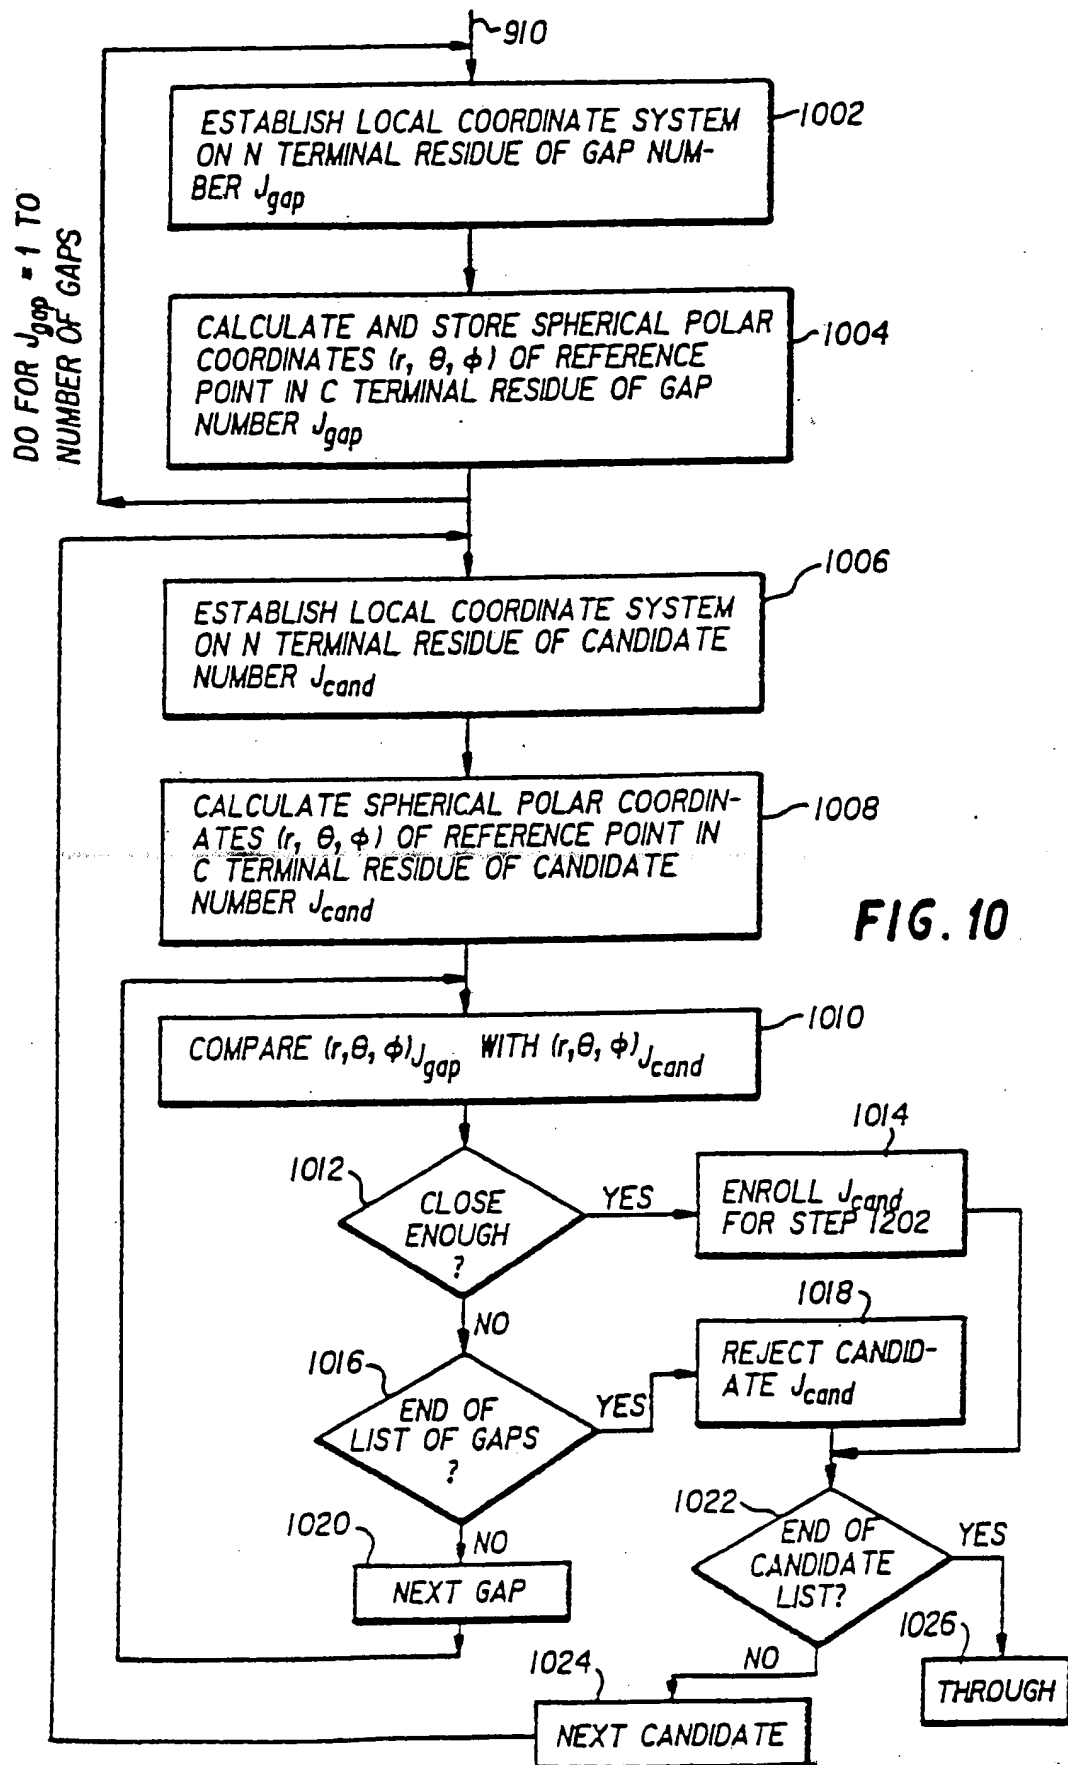 910
ESTABLISH LOCAL COORDINATE SYSTEM
ON N TERMINAL RESIDUE OF GAP NUM-
BER Jgap
1002
DO FOR Jgap = 1 TO
NUMBER OF GAPS
CALCULATE AND STORE SPHERICAL POLAR
COORDINATES (r, θ, ϕ) OF REFERENCE
POINT IN C TERMINAL RESIDUE OF GAP
NUMBER Jgap
1004
ESTABLISH LOCAL COORDINATE SYSTEM
ON N TERMINAL RESIDUE OF CANDIDATE
NUMBER Jcand
1006
CALCULATE SPHERICAL POLAR COORDIN-
ATES (r, θ, ϕ) OF REFERENCE POINT IN
C TERMINAL RESIDUE OF CANDIDATE
NUMBER Jcand
1008
FIG. 10
COMPARE (r,θ, ϕ)Jgap WITH (r,θ, ϕ)Jcand
1010
1012
CLOSE
ENOUGH
?
YES
NO
1014
ENROLL Jcand
FOR STEP 1202
1016
END OF
LIST OF GAPS
?
YES
NO
1018
REJECT CANDID-
ATE Jcand
1020
NEXT GAP
1022
END OF
CANDIDATE
LIST?
YES
NO
1024
NEXT CANDIDATE
1026
THROUGH